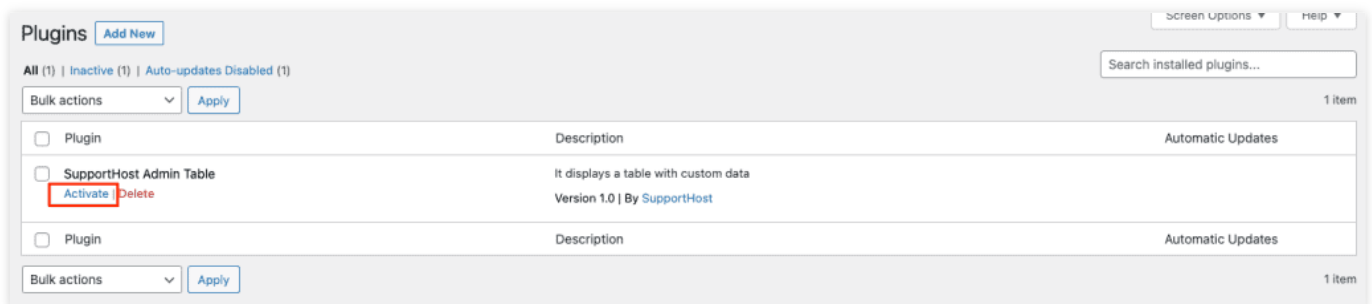 Screen Options ▼ Help ▼
Plugins Add New
All (1) | Inactive (1) | Auto-updates Disabled (1)
Search installed plugins...
Bulk actions Apply 1 item
Plugin Description Automatic Updates
SupportHost Admin Table It displays a table with custom data
Activate | Delete Version 1.0 | By SupportHost
Plugin Description Automatic Updates
Bulk actions Apply 1 item